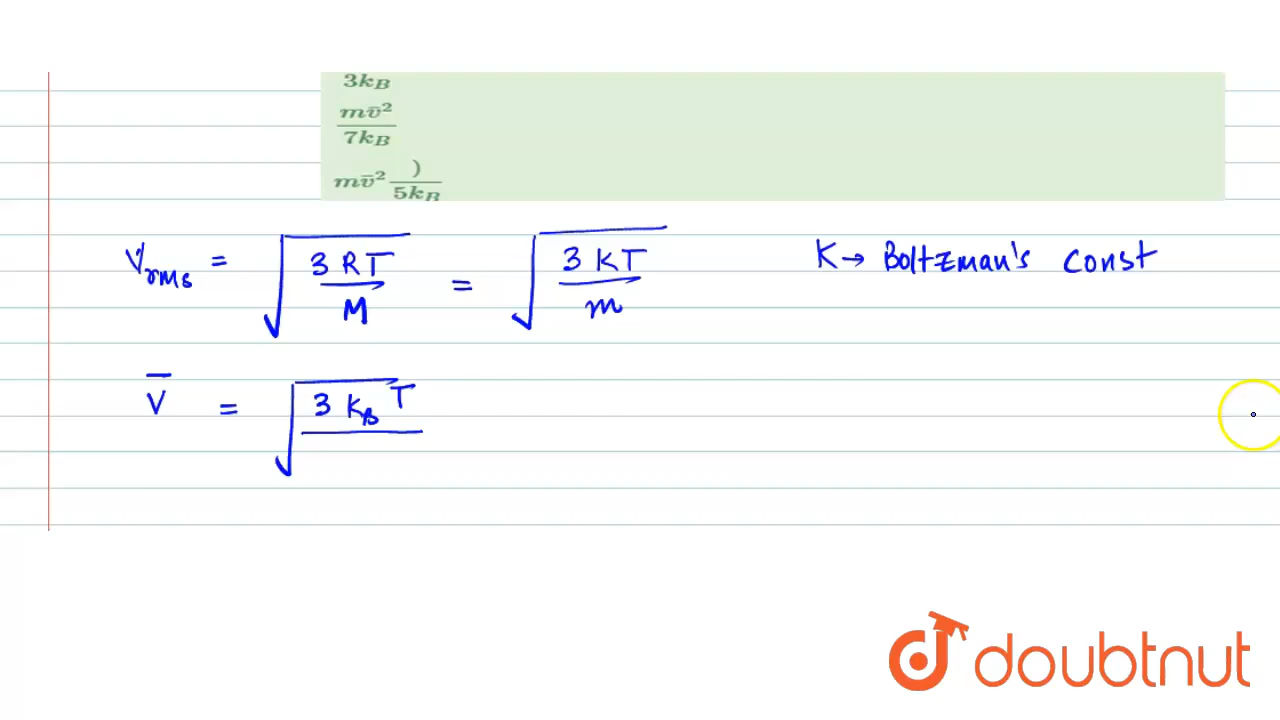 3k_B
mv̄²
7k_B
mv̄² )
5k_B
V_rms = √(3RT/M) = √(3KT/m) K → Boltzman's const
V̄ = √(3 K_B T
doubtnut